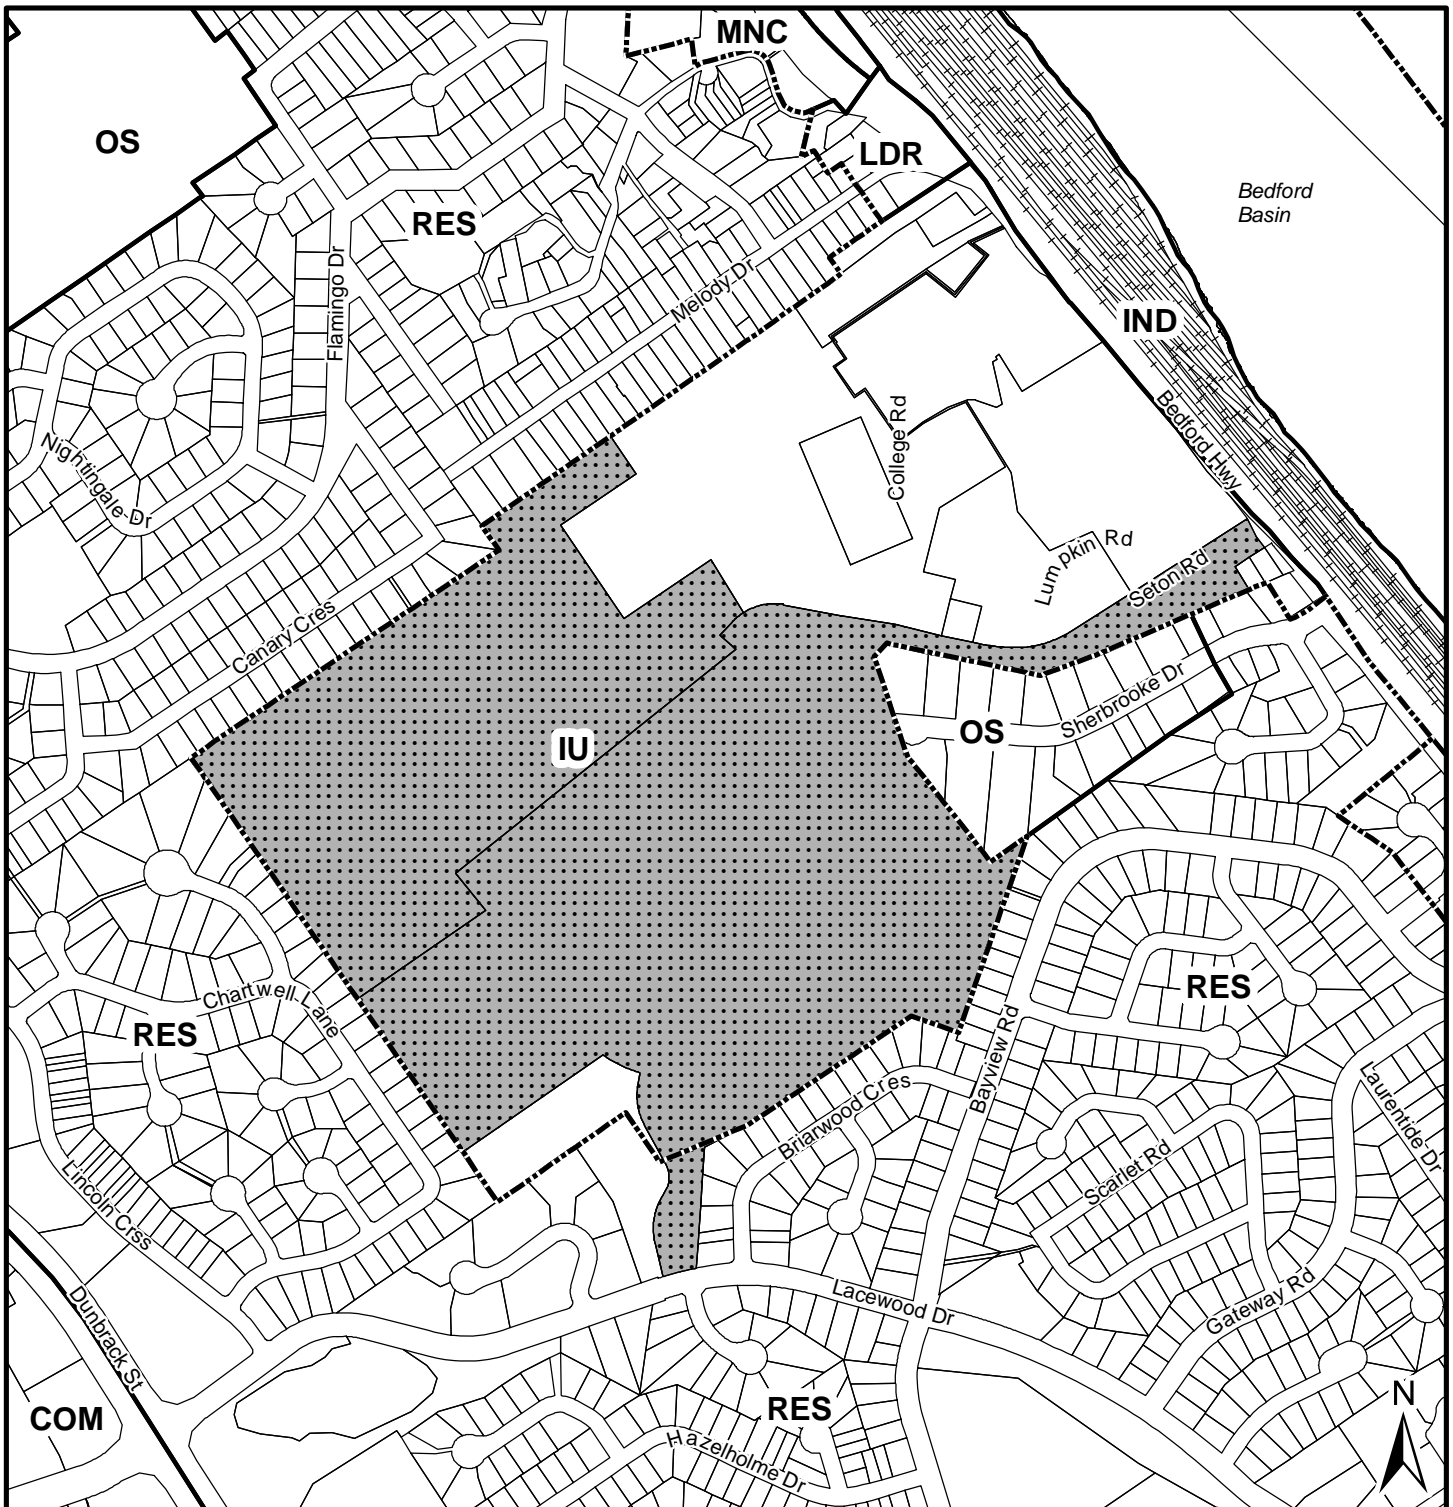 MNC
OS
LDR
Bedford
Basin
RES
Flamingo Dr
Melody Dr
IND
College Rd
Bedford Hwy
Nightingale Dr
Lumpkin Rd
Seton Rd
Canary Cres
Sherbrooke Dr
OS
IU
RES
Chartwell Lane
RES
Bayview Rd
Briarwood Cres
Laurentide Dr
Scarlet Rd
Lincoln Crss
Dunbrack St
Lacewood Dr
Gateway Rd
N
COM
RES
Hazelholme Dr